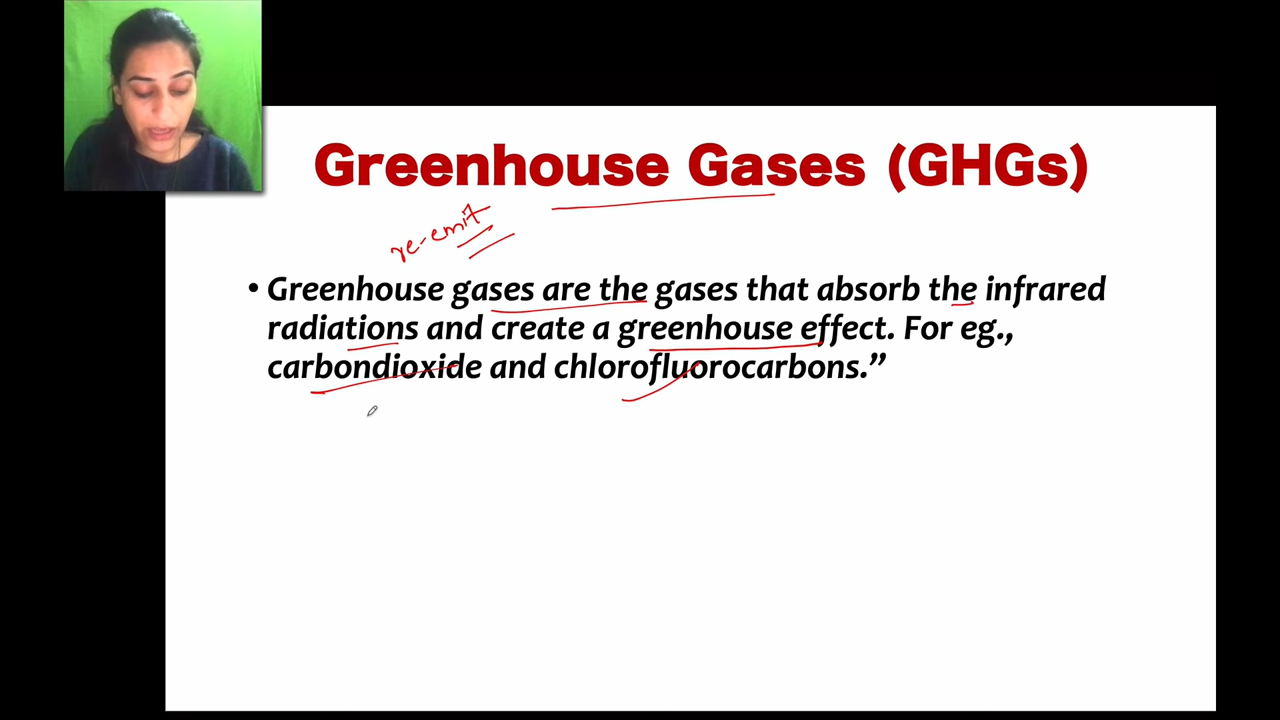 Greenhouse Gases (GHGs)
re-emit
• Greenhouse gases are the gases that absorb the infrared
radiations and create a greenhouse effect. For eg.,
carbondioxide and chlorofluorocarbons.”